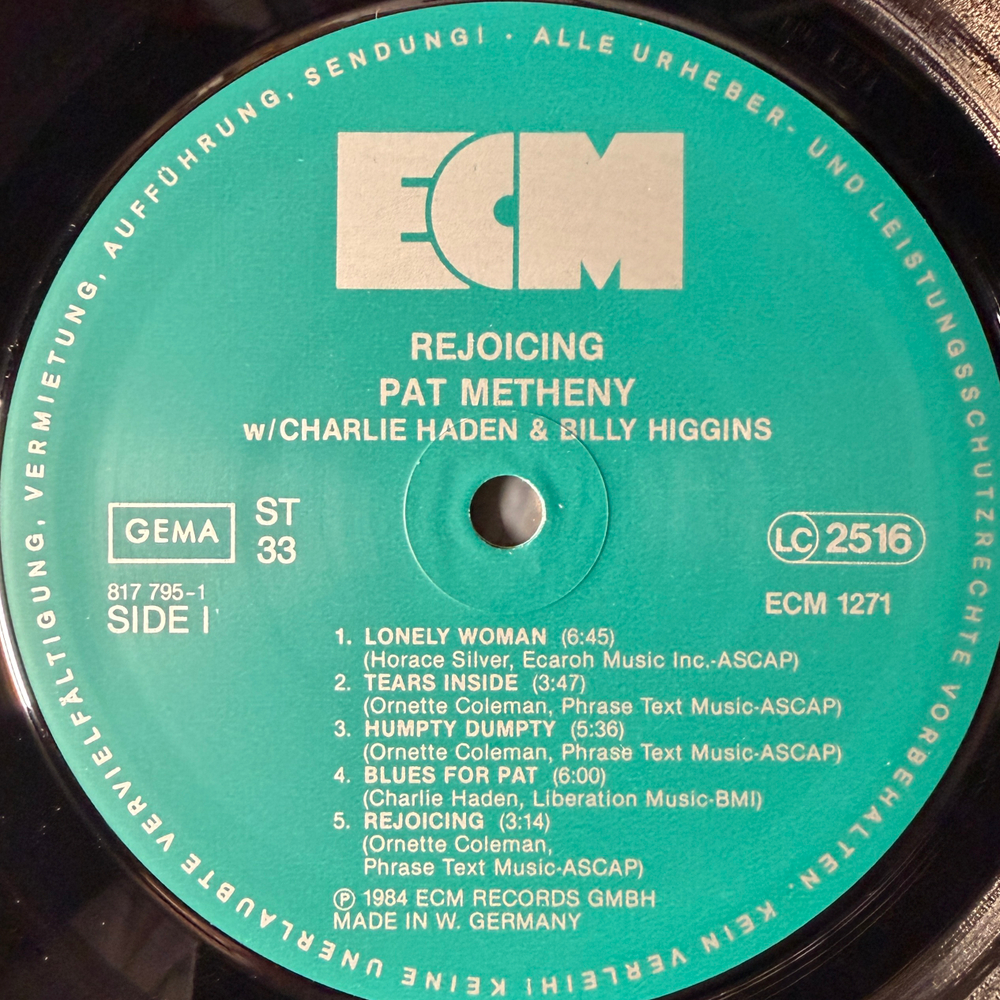 ALLE URHEBER- UND LEISTUNGSSCHUTZRECHTE VORBEHALTEN. KEIN VERLEIH! KEINE UNERLAUBTE VERVIELFÄLTIGUNG, VERMIETUNG, AUFFÜHRUNG, SENDUNG! ·
ECM
REJOICING
PAT METHENY
w/CHARLIE HADEN & BILLY HIGGINS
GEMA
ST
33
LC 2516
817 795-1
SIDE I
ECM 1271
1. LONELY WOMAN (6:45)
(Horace Silver, Ecaroh Music Inc.-ASCAP)
2. TEARS INSIDE (3:47)
(Ornette Coleman, Phrase Text Music-ASCAP)
3. HUMPTY DUMPTY (5:36)
(Ornette Coleman, Phrase Text Music-ASCAP)
4. BLUES FOR PAT (6:00)
(Charlie Haden, Liberation Music-BMI)
5. REJOICING (3:14)
(Ornette Coleman,
Phrase Text Music-ASCAP)
Ⓟ 1984 ECM RECORDS GMBH
MADE IN W. GERMANY